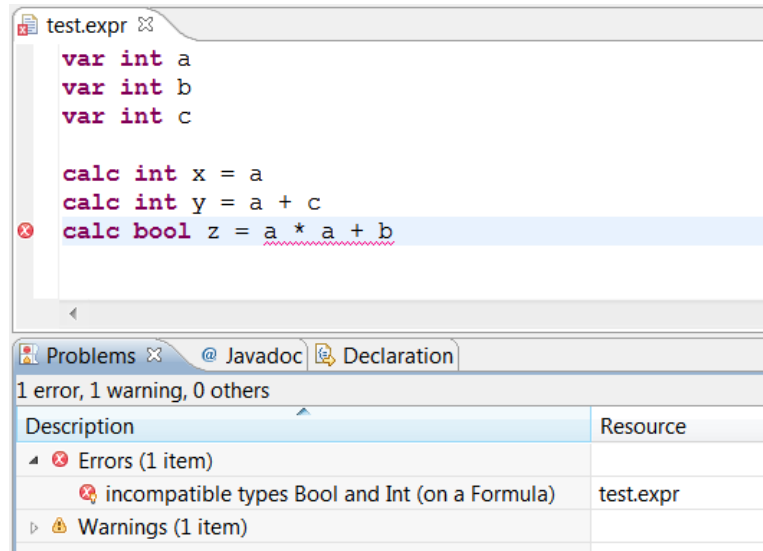 test.expr
var int a
var int b
var int c
calc int x = a
calc int y = a + c
calc bool z = a * a + b
Problems @ Javadoc Declaration
1 error, 1 warning, 0 others
Description Resource
Errors (1 item)
incompatible types Bool and Int (on a Formula) test.expr
Warnings (1 item)